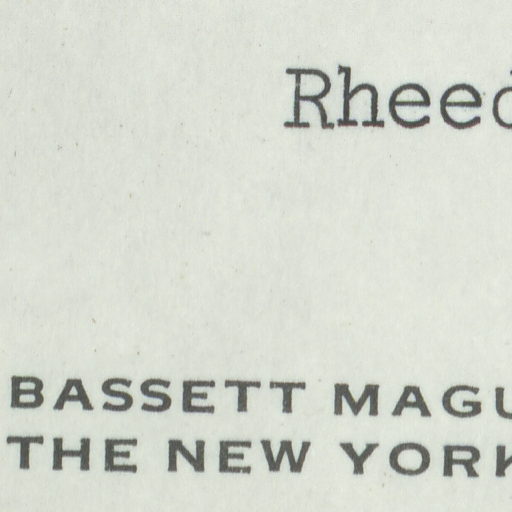 Rheed
BASSETT MAGU
THE NEW YORK